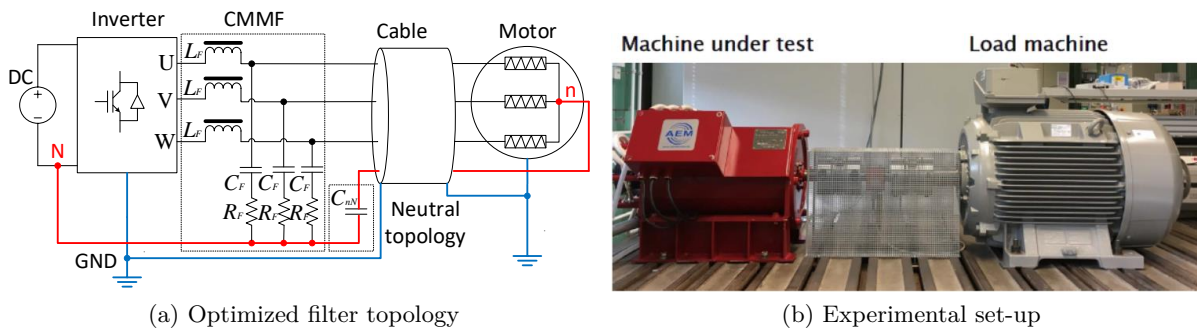 Inverter
CMMF
Cable
Motor
L_F
U
DC
L_F
V
n
L_F
W
N
C_F
C_F
C_F
C_nN
R_F
R_F
R_F
Neutral
topology
GND
(a) Optimized filter topology
Machine under test
Load machine
AEM
(b) Experimental set-up